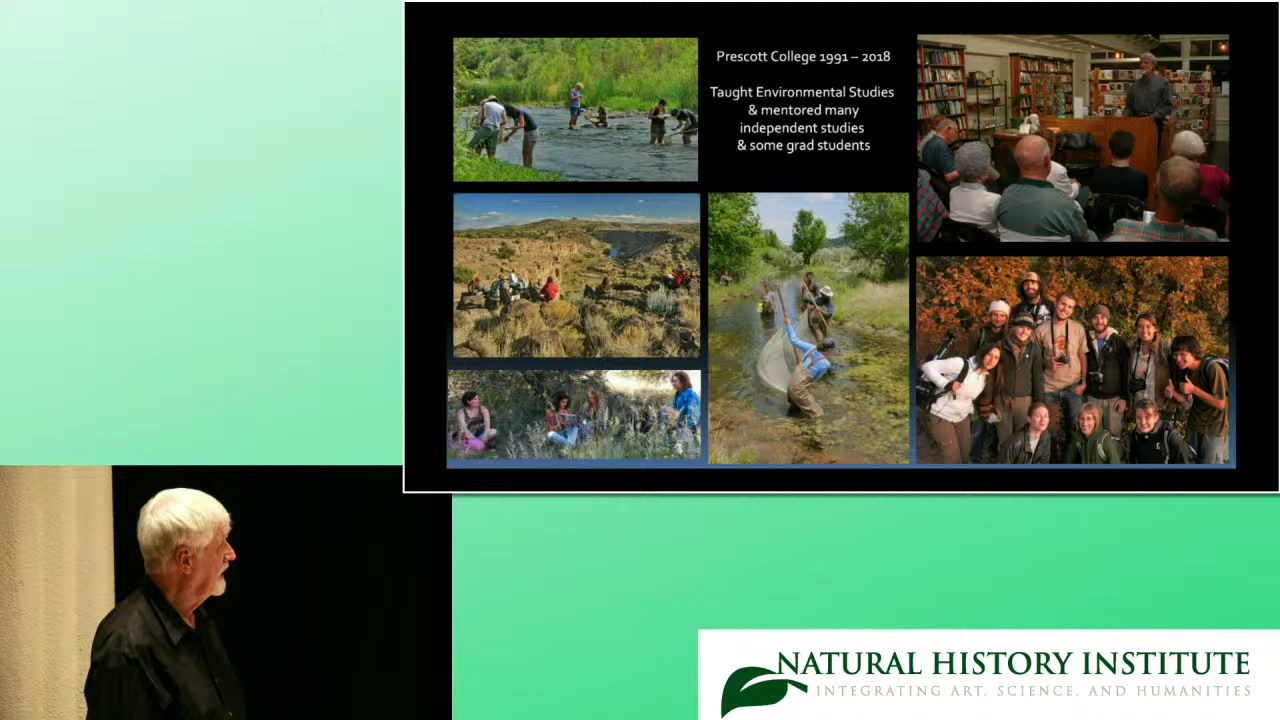 Prescott College 1991 – 2018
Taught Environmental Studies
& mentored many
independent studies
& some grad students
NATURAL HISTORY INSTITUTE
INTEGRATING ART, SCIENCE, AND HUMANITIES